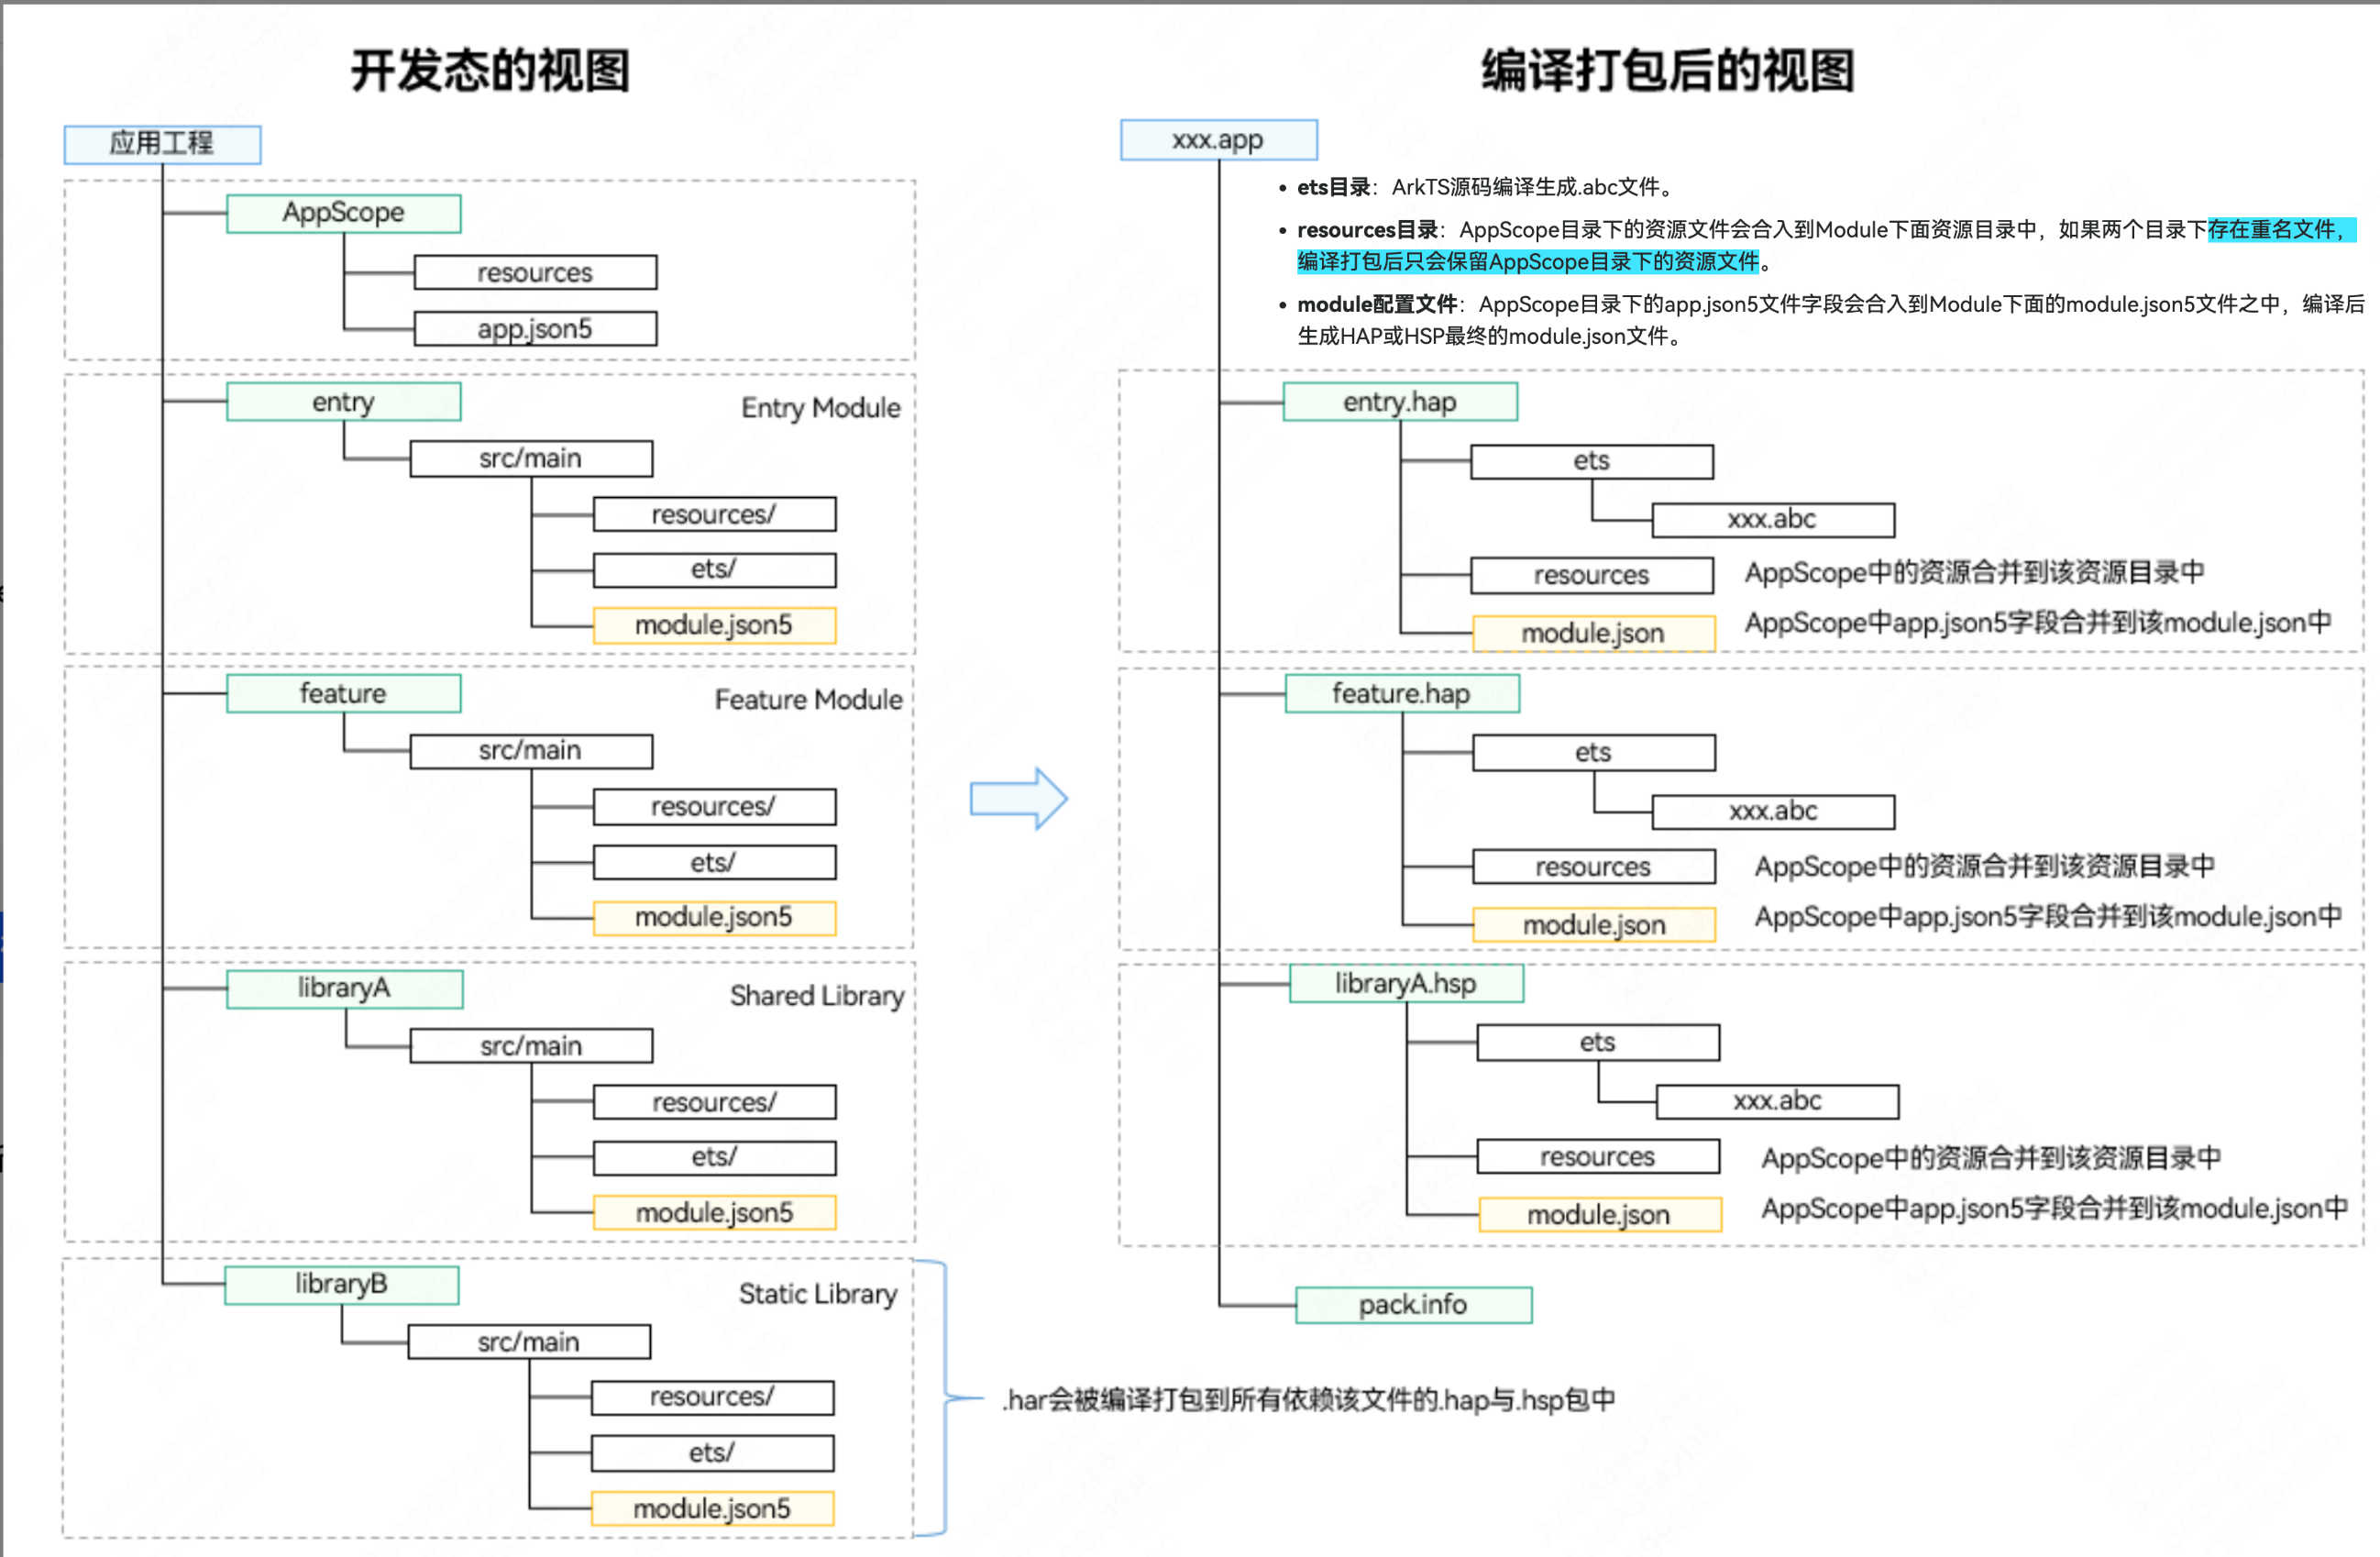 开发态的视图
应用工程
AppScope
resources
app.json5
entry
Entry Module
src/main
resources/
ets/
module.json5
feature
Feature Module
src/main
resources/
ets/
module.json5
libraryA
Shared Library
src/main
resources/
ets/
module.json5
libraryB
Static Library
src/main
resources/
ets/
module.json5
.har会被编译打包到所有依赖该文件的.hap与.hsp包中
编译打包后的视图
xxx.app
• ets目录：ArkTS源码编译生成.abc文件。
• resources目录：AppScope目录下的资源文件会合入到Module下面资源目录中，如果两个目录下存在重名文件，
编译打包后只会保留AppScope目录下的资源文件。
• module配置文件：AppScope目录下的app.json5文件字段会合入到Module下面的module.json5文件之中，编译后
生成HAP或HSP最终的module.json文件。
entry.hap
ets
xxx.abc
resources
AppScope中的资源合并到该资源目录中
module.json
AppScope中app.json5字段合并到该module.json中
feature.hap
ets
xxx.abc
resources
AppScope中的资源合并到该资源目录中
module.json
AppScope中app.json5字段合并到该module.json中
libraryA.hsp
ets
xxx.abc
resources
AppScope中的资源合并到该资源目录中
module.json
AppScope中app.json5字段合并到该module.json中
pack.info